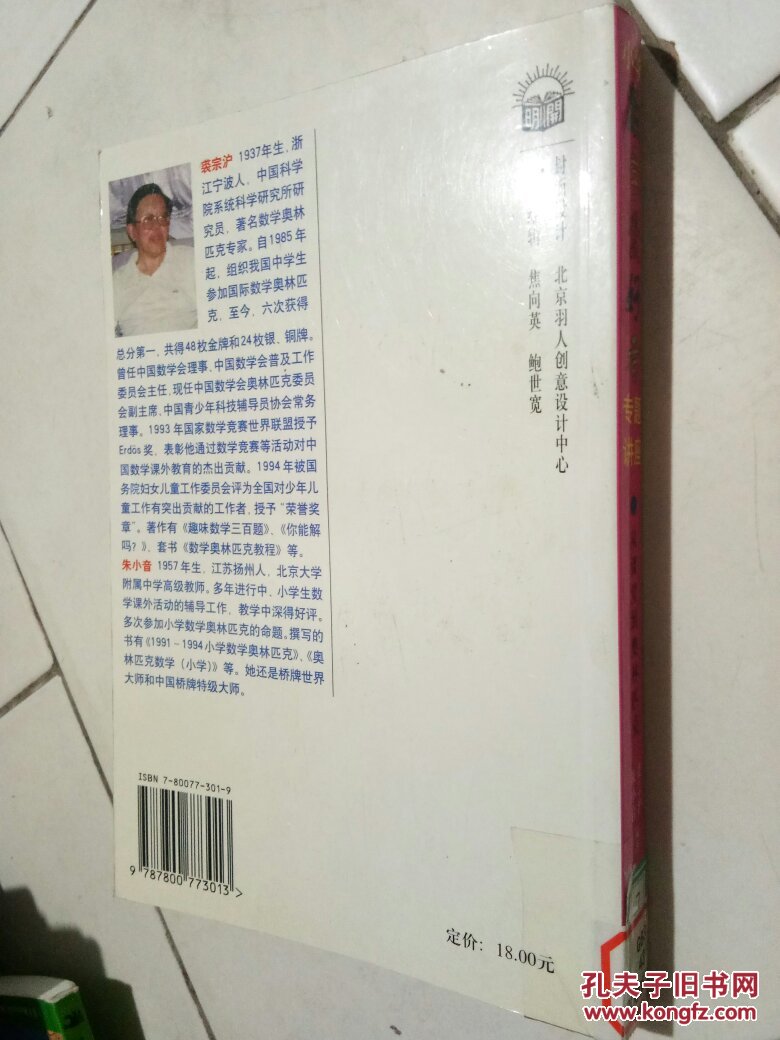 裘宗沪 1937年生，浙
江宁波人，中国科学
院系统科学研究所研
究员，著名数学奥林
匹克专家。自1985年
起，组织我国中学生
参加国际数学奥林匹
克，至今，六次获得
总分第一、共得48枚金牌和24枚银、铜牌。
曾任中国数学会理事，中国数学会普及工作
委员会主任，现任中国数学会奥林匹克委员
会副主席，中国青少年科技辅导员协会常务
理事。1993年国家数学竞赛世界联盟授予
Erdös奖，表彰他通过数学竞赛等活动对中
国数学课外教育的杰出贡献。1994年被国
务院妇女儿童工作委员会评为全国对少年儿
童工作有突出贡献的工作者，授予“荣誉奖
章”。著作有《趣味数学三百题》、《你能解
吗？》，套书《数学奥林匹克教程》等。
朱小音 1957年生，江苏扬州人，北京大学
附属中学高级教师。多年进行中、小学生数
学课外活动的辅导工作，教学中深得好评。
多次参加小学数学奥林匹克的命题。撰写的
书有《1991-1994小学数学奥林匹克》、《奥
林匹克数学（小学）》等。她还是桥牌世界
大师和中国桥牌特级大师。
明開
计 北京羽人创意设计中心
辑 焦向英 鲍世宽
ISBN 7-80077-301-9
9 787800 773013 >
定价：18.00元
专题
讲座
孔夫子旧书网
www.kongfz.com